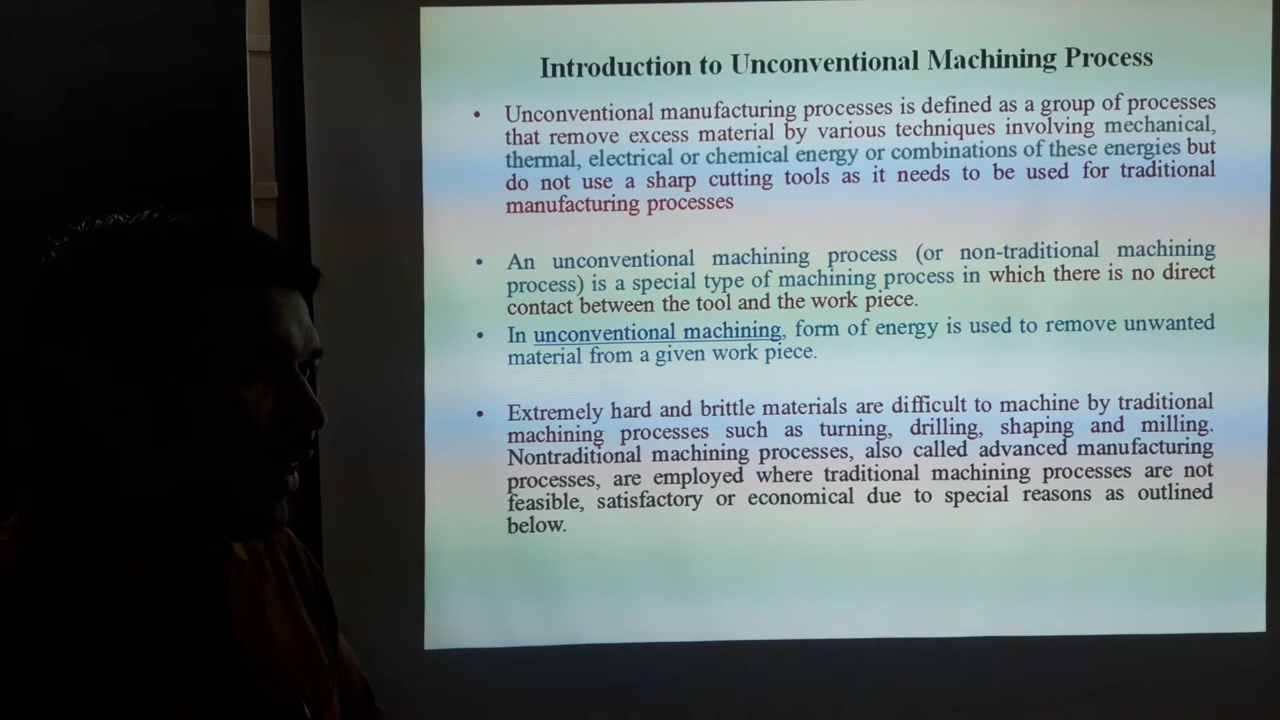 Introduction to Unconventional Machining Process
• Unconventional manufacturing processes is defined as a group of processes
that remove excess material by various techniques involving mechanical,
thermal, electrical or chemical energy or combinations of these energies but
do not use a sharp cutting tools as it needs to be used for traditional
manufacturing processes
• An unconventional machining process (or non-traditional machining
process) is a special type of machining process in which there is no direct
contact between the tool and the work piece.
• In unconventional machining, form of energy is used to remove unwanted
material from a given work piece.
• Extremely hard and brittle materials are difficult to machine by traditional
machining processes such as turning, drilling, shaping and milling.
Nontraditional machining processes, also called advanced manufacturing
processes, are employed where traditional machining processes are not
feasible, satisfactory or economical due to special reasons as outlined
below.